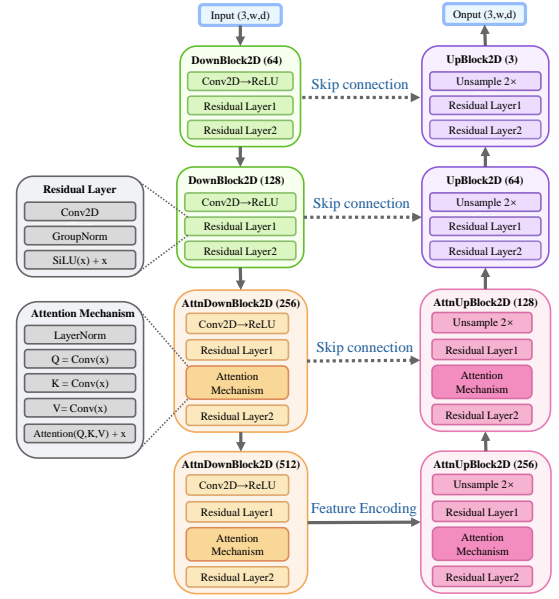 Input (3,w,d)
Onput (3,w,d)
DownBlock2D (64)
Conv2D→ReLU
Residual Layer1
Residual Layer2
Skip connection
UpBlock2D (3)
Unsample 2×
Residual Layer1
Residual Layer2
DownBlock2D (128)
Conv2D→ReLU
Residual Layer1
Residual Layer2
Skip connection
UpBlock2D (64)
Unsample 2×
Residual Layer1
Residual Layer2
Residual Layer
Conv2D
GroupNorm
SiLU(x) + x
AttnDownBlock2D (256)
Conv2D→ReLU
Residual Layer1
Attention
Mechanism
Residual Layer2
Skip connection
AttnUpBlock2D (128)
Unsample 2×
Residual Layer1
Attention
Mechanism
Residual Layer2
Attention Mechanism
LayerNorm
Q = Conv(x)
K = Conv(x)
V= Conv(x)
Attention(Q,K,V) + x
AttnDownBlock2D (512)
Conv2D→ReLU
Residual Layer1
Attention
Mechanism
Residual Layer2
Feature Encoding
AttnUpBlock2D (256)
Unsample 2×
Residual Layer1
Attention
Mechanism
Residual Layer2